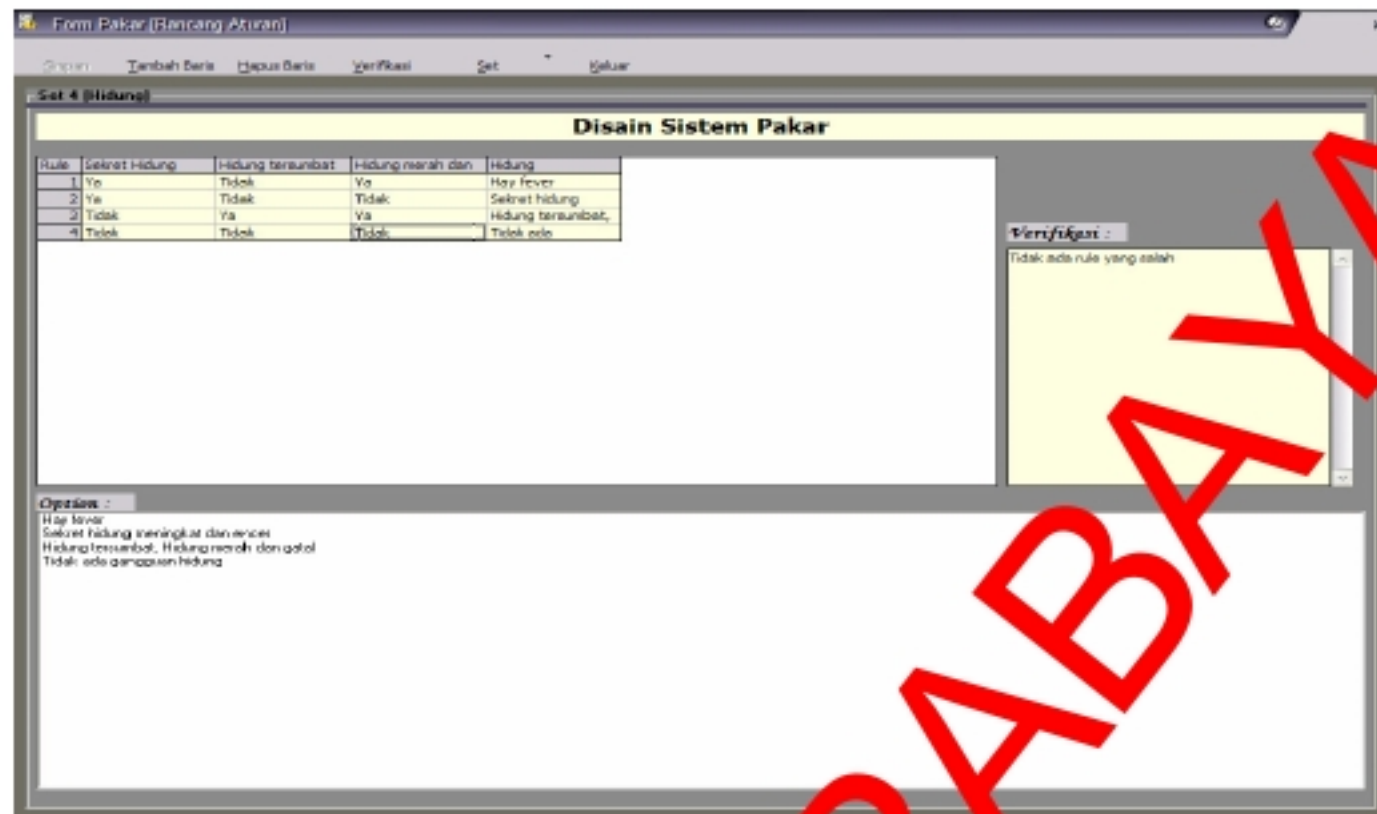 Form Pakar [Rancang Aturan]
Simpan Tambah Baris Hapus Baris Verifikasi Set Keluar
Set 4 (Hidung)
Disain Sistem Pakar
Rule Sekret Hidung Hidung tersumbat Hidung merah dan Hidung
1 Ya Tidak Ya Hay fever
2 Ya Tidak Tidak Sekret hidung
3 Tidak Ya Ya Hidung tersumbat,
4 Tidak Tidak Tidak Tidak ada
Verifikasi :
Tidak ada rule yang salah
Option :
Hay fever
Sekret hidung meningkat dan encer
Hidung tersumbat, Hidung merah dan gatal
Tidak ada gangguan hidung
RABAYA